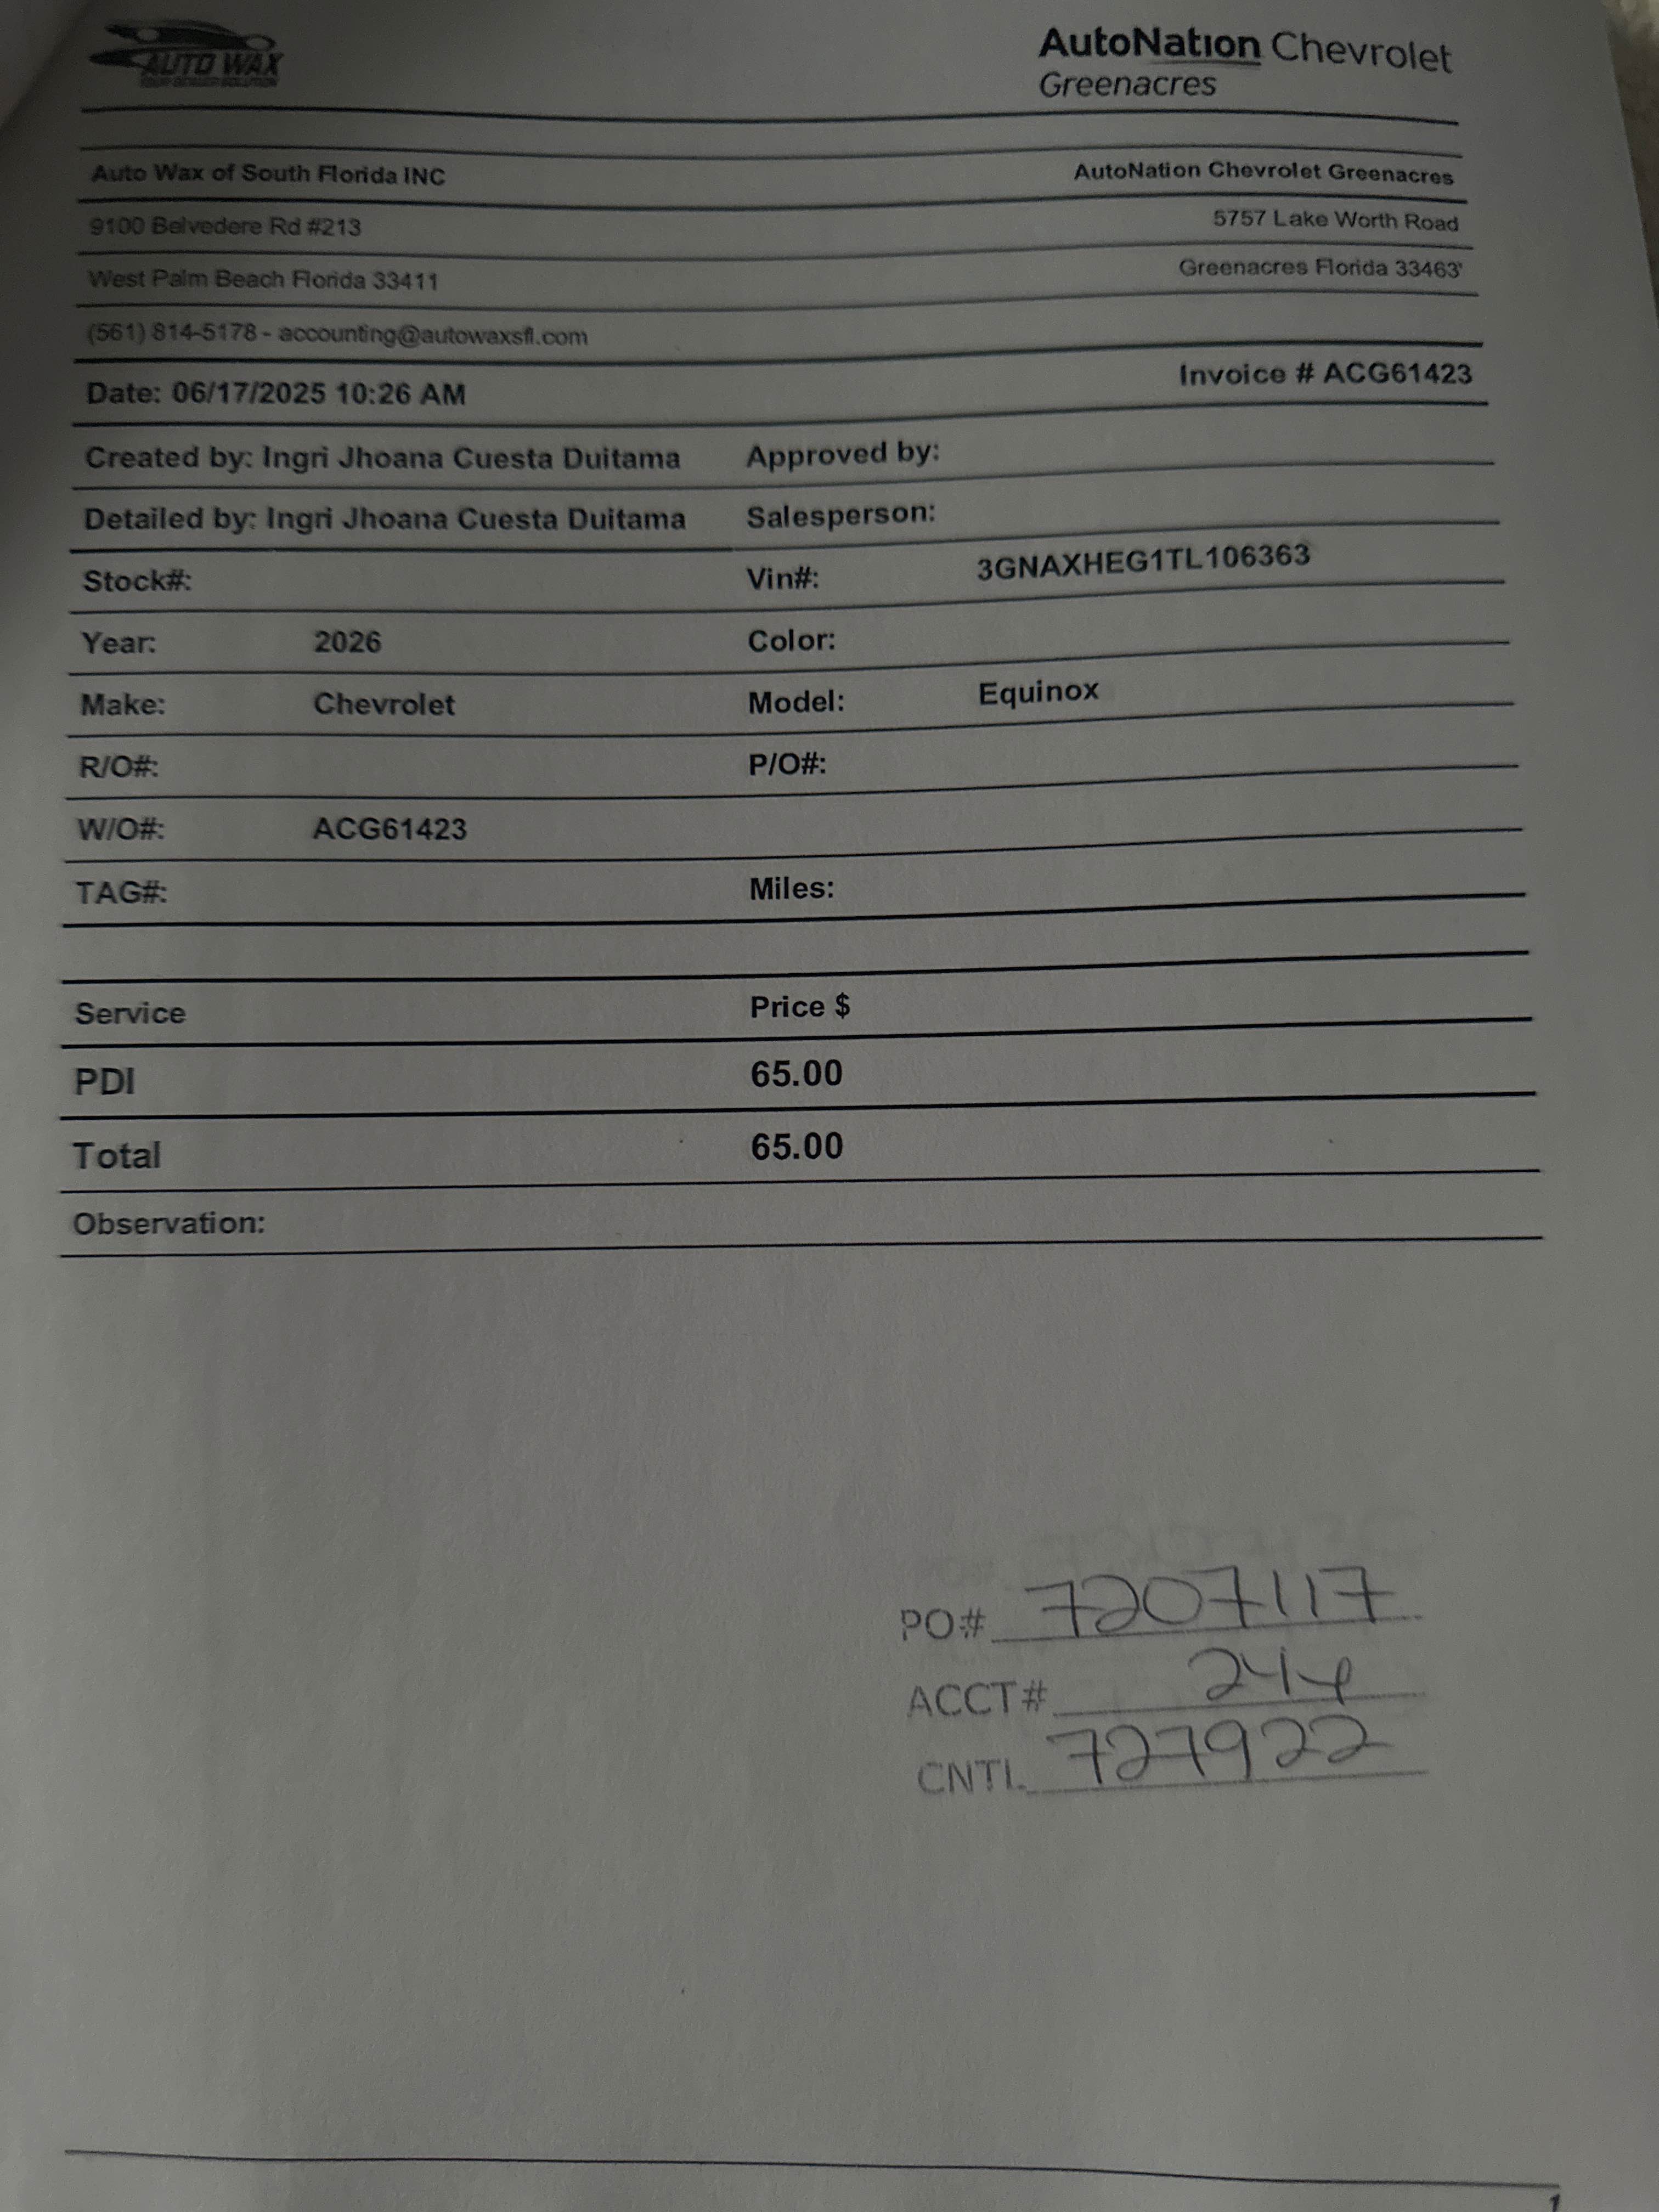 AUTO WAX
AutoNation Chevrolet
Greenacres
Auto Wax of South Florida INC
AutoNation Chevrolet Greenacres
9100 Belvedere Rd #213
5757 Lake Worth Road
West Palm Beach Florida 33411
Greenacres Florida 33463
(561) 814-5178 - accounting@autowaxsfl.com
Date: 06/17/2025 10:26 AM
Invoice # ACG61423
Created by: Ingri Jhoana Cuesta Duitama Approved by:
Detailed by: Ingri Jhoana Cuesta Duitama Salesperson:
Stock#: Vin#: 3GNAXHEG1TL106363
Year: 2026 Color:
Make: Chevrolet Model: Equinox
R/O#: P/O#:
W/O#: ACG61423
TAG#: Miles:
Service Price $
PDI 65.00
Total 65.00
Observation:
PO# 7207117
ACCT# 244
CNTL 727922
1